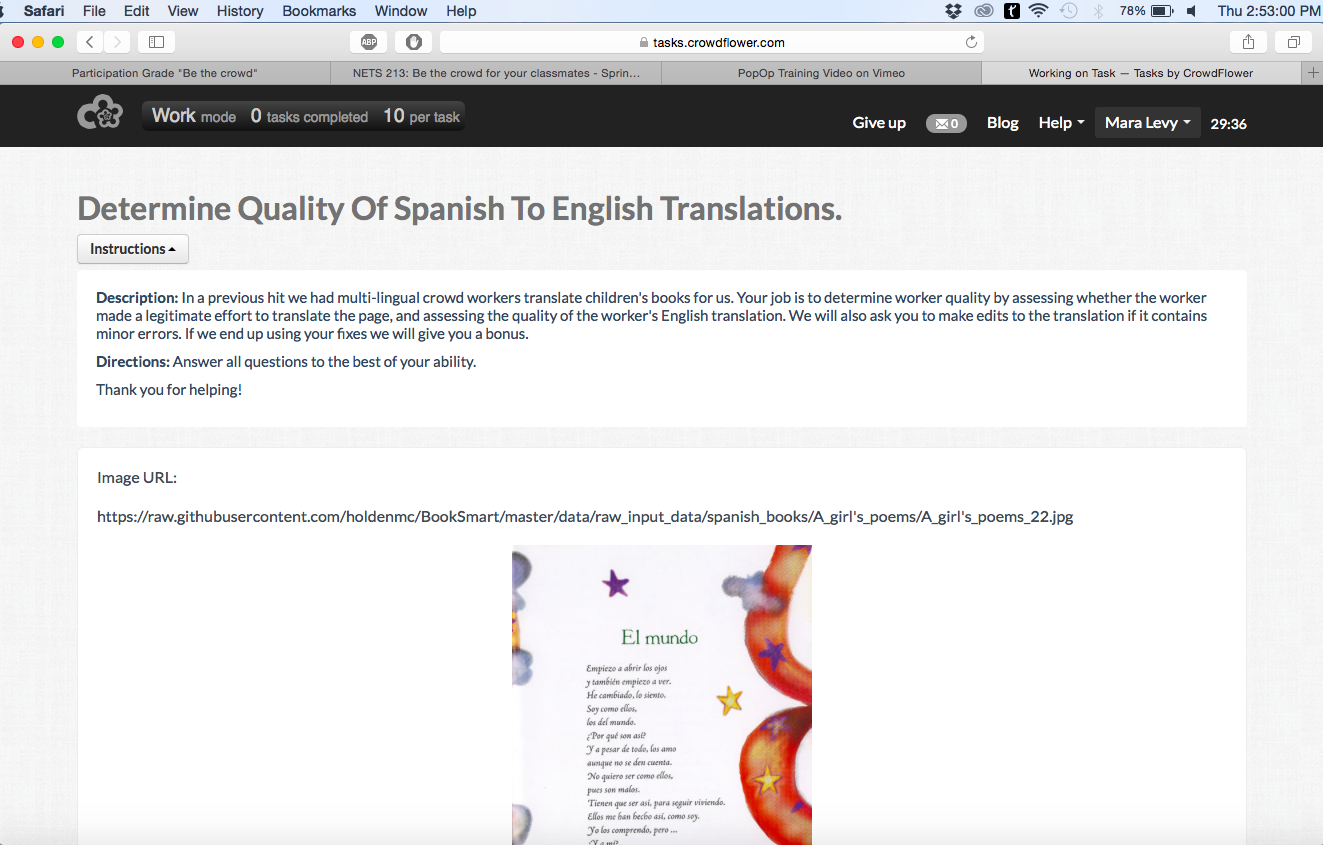 Safari File Edit View History Bookmarks Window Help 78% Thu 2:53:00 PM
ABP tasks.crowdflower.com
Participation Grade "Be the crowd" NETS 213: Be the crowd for your classmates - Sprin... PopOp Training Video on Vimeo Working on Task — Tasks by CrowdFlower
Work mode 0 tasks completed 10 per task Give up 0 Blog Help Mara Levy 29:36
Determine Quality Of Spanish To English Translations.
Instructions
Description: In a previous hit we had multi-lingual crowd workers translate children's books for us. Your job is to determine worker quality by assessing whether the worker
made a legitimate effort to translate the page, and assessing the quality of the worker's English translation. We will also ask you to make edits to the translation if it contains
minor errors. If we end up using your fixes we will give you a bonus.
Directions: Answer all questions to the best of your ability.
Thank you for helping!
Image URL:
https://raw.githubusercontent.com/holdenmc/BookSmart/master/data/raw_input_data/spanish_books/A_girl's_poems/A_girl's_poems_22.jpg
El mundo
Empiezo a abrir los ojos
y también empiezo a ver.
He cambiado, lo siento.
Soy como ellos,
los del mundo.
¿Por qué son así?
Y a pesar de todo, los amo
aunque no se den cuenta.
No quiero ser como ellos,
pues son malos.
Tienen que ser así, para seguir viviendo.
Ellos me han hecho así, como soy.
Yo los comprendo, pero ...
¿Y a mí?